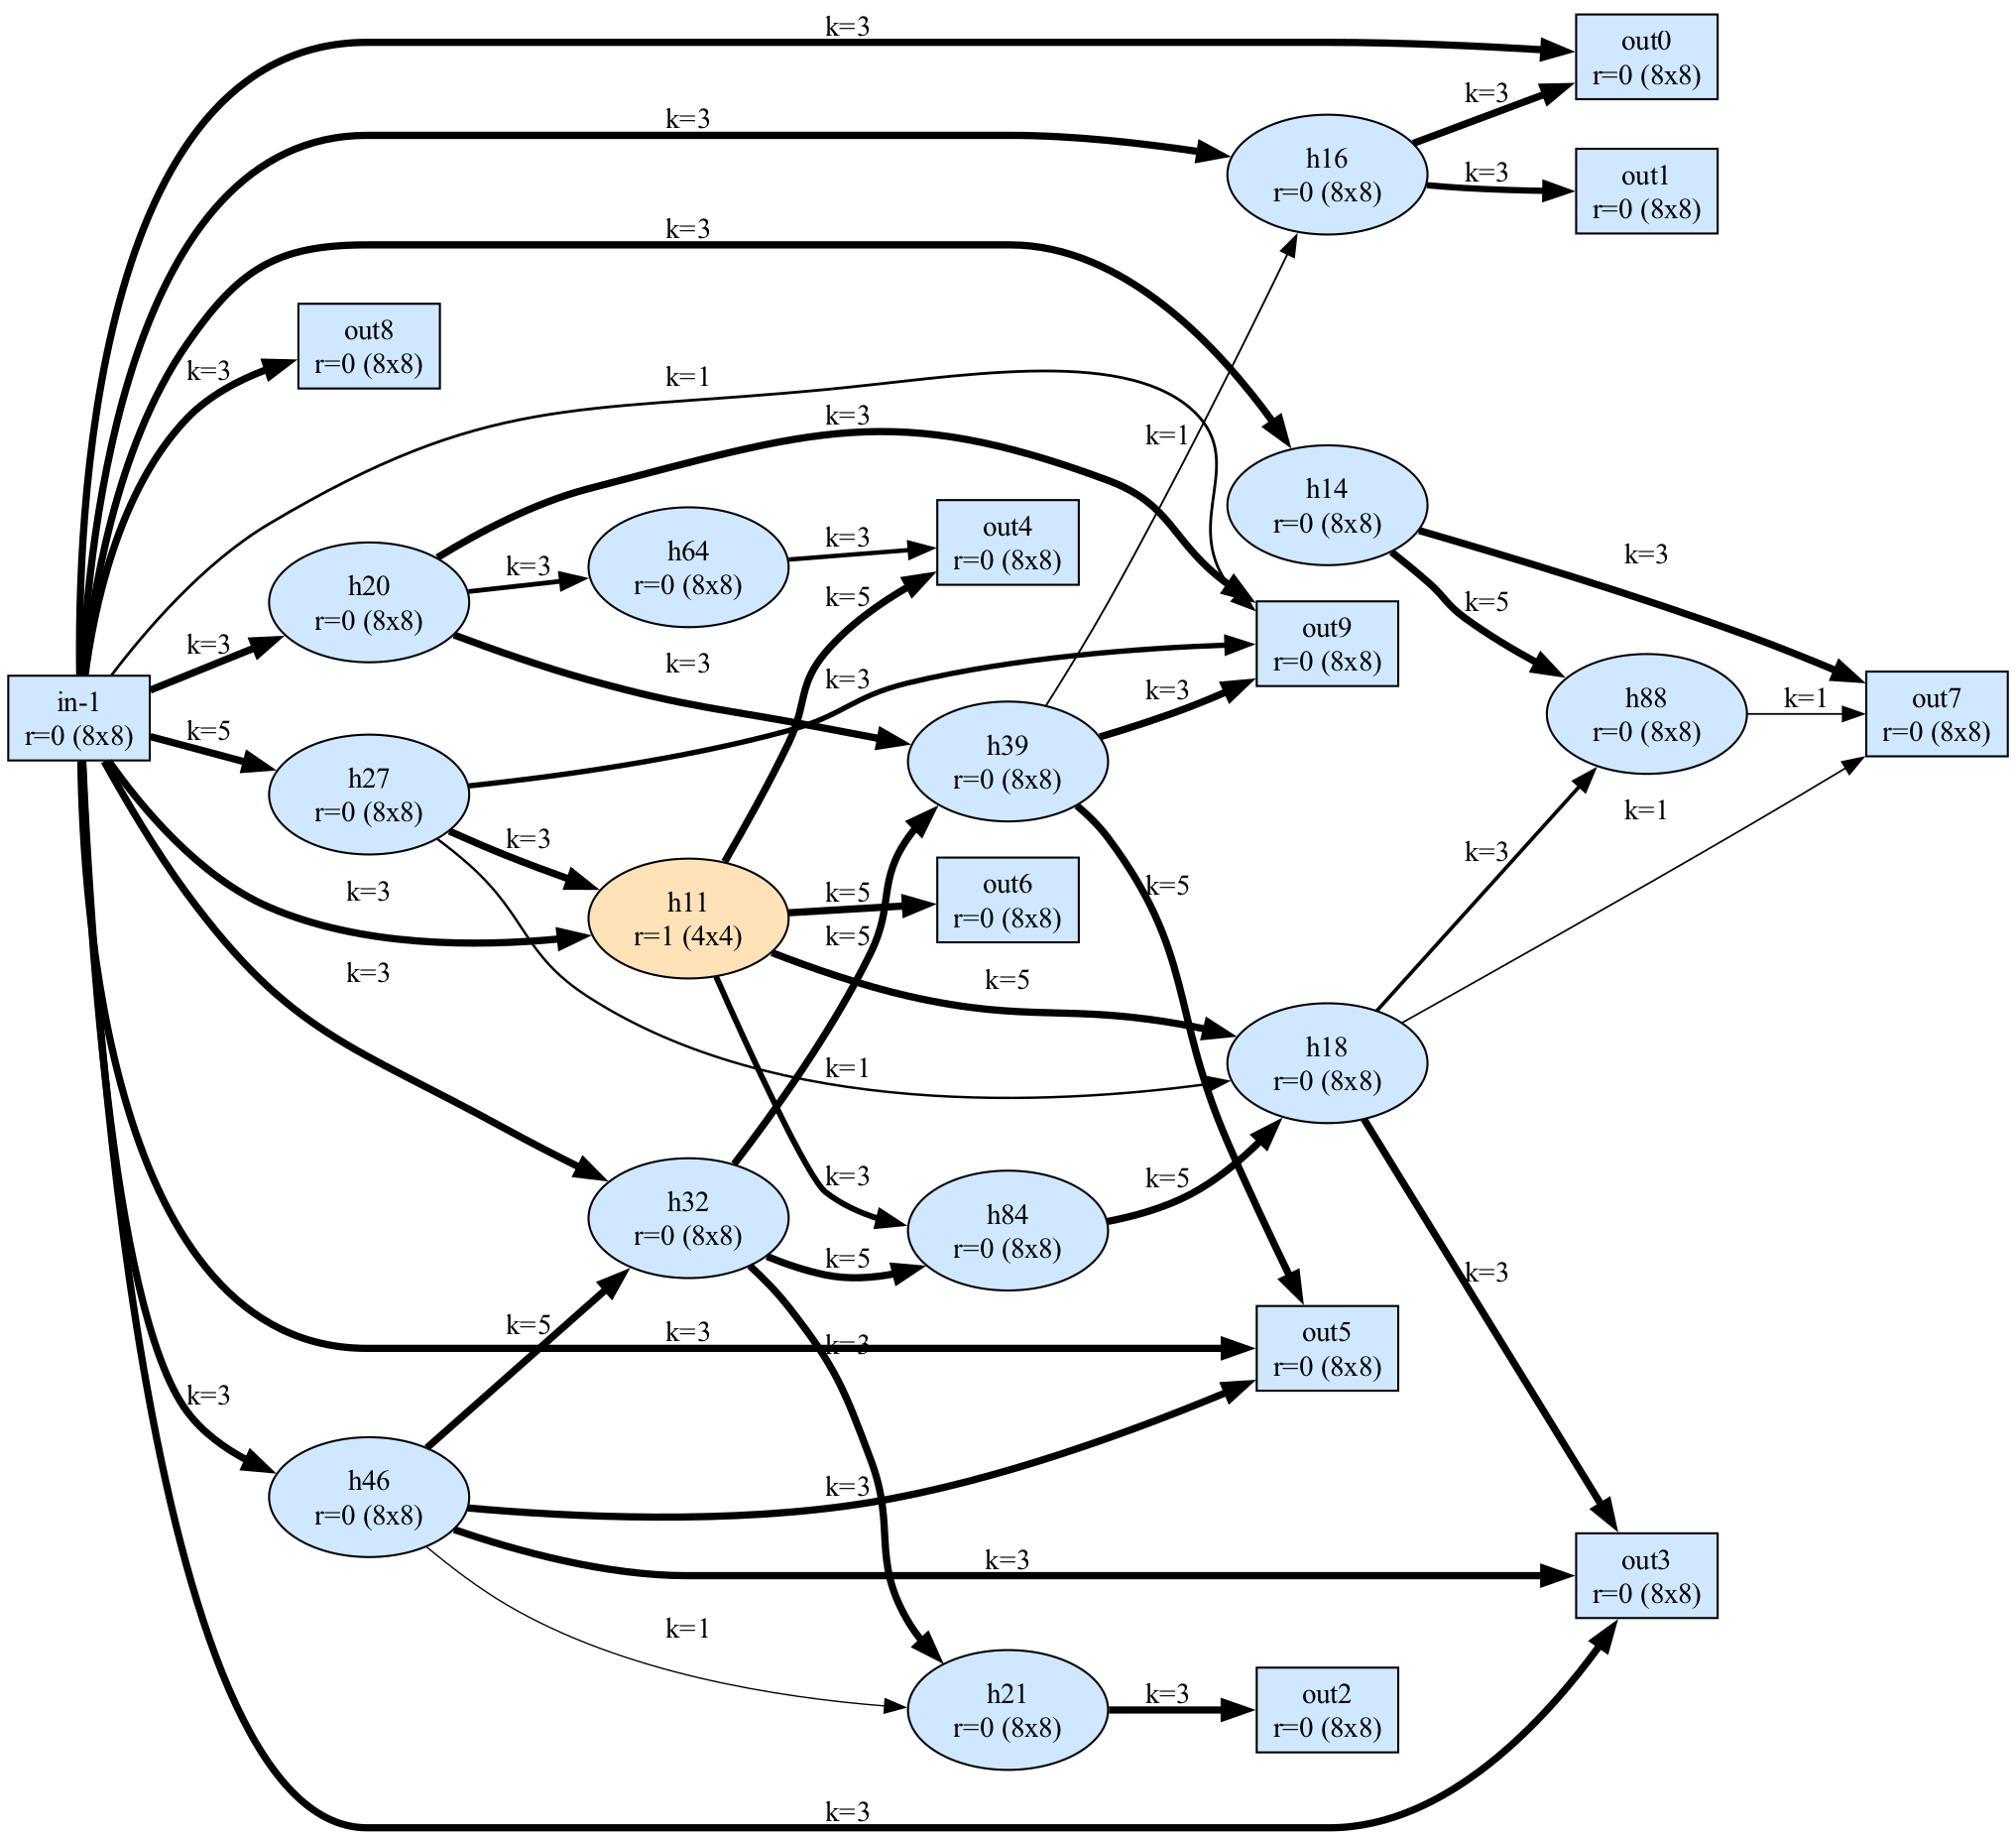 k=3
out0
r=0 (8x8)
k=3
k=3
h16
r=0 (8x8)
k=3
out1
r=0 (8x8)
k=3
out8
r=0 (8x8)
k=3
k=1
k=3
k=1
h14
r=0 (8x8)
out4
r=0 (8x8)
h64
r=0 (8x8)
k=3
k=3
k=3
h20
r=0 (8x8)
k=5
k=5
out9
r=0 (8x8)
k=3
k=3
k=3
k=3
h88
r=0 (8x8)
k=1
out7
r=0 (8x8)
in-1
r=0 (8x8)
k=5
h39
r=0 (8x8)
h27
r=0 (8x8)
k=3
k=3
k=1
k=3
h11
r=1 (4x4)
k=5
out6
r=0 (8x8)
k=5
k=5
k=3
k=5
k=1
h18
r=0 (8x8)
h32
r=0 (8x8)
k=3
h84
r=0 (8x8)
k=5
k=5
k=3
k=5
k=3
k=3
out5
r=0 (8x8)
k=3
h46
r=0 (8x8)
k=3
k=3
out3
r=0 (8x8)
k=1
h21
r=0 (8x8)
k=3
out2
r=0 (8x8)
k=3